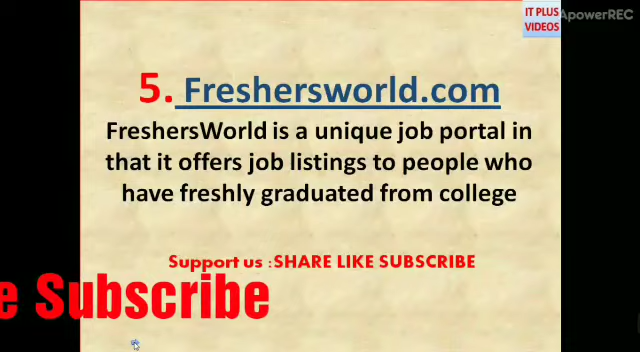 IT PLUS
VIDEOS
ApowerREC
5. Freshersworld.com
FreshersWorld is a unique job portal in
that it offers job listings to people who
have freshly graduated from college
Support us :SHARE LIKE SUBSCRIBE
e Subscribe